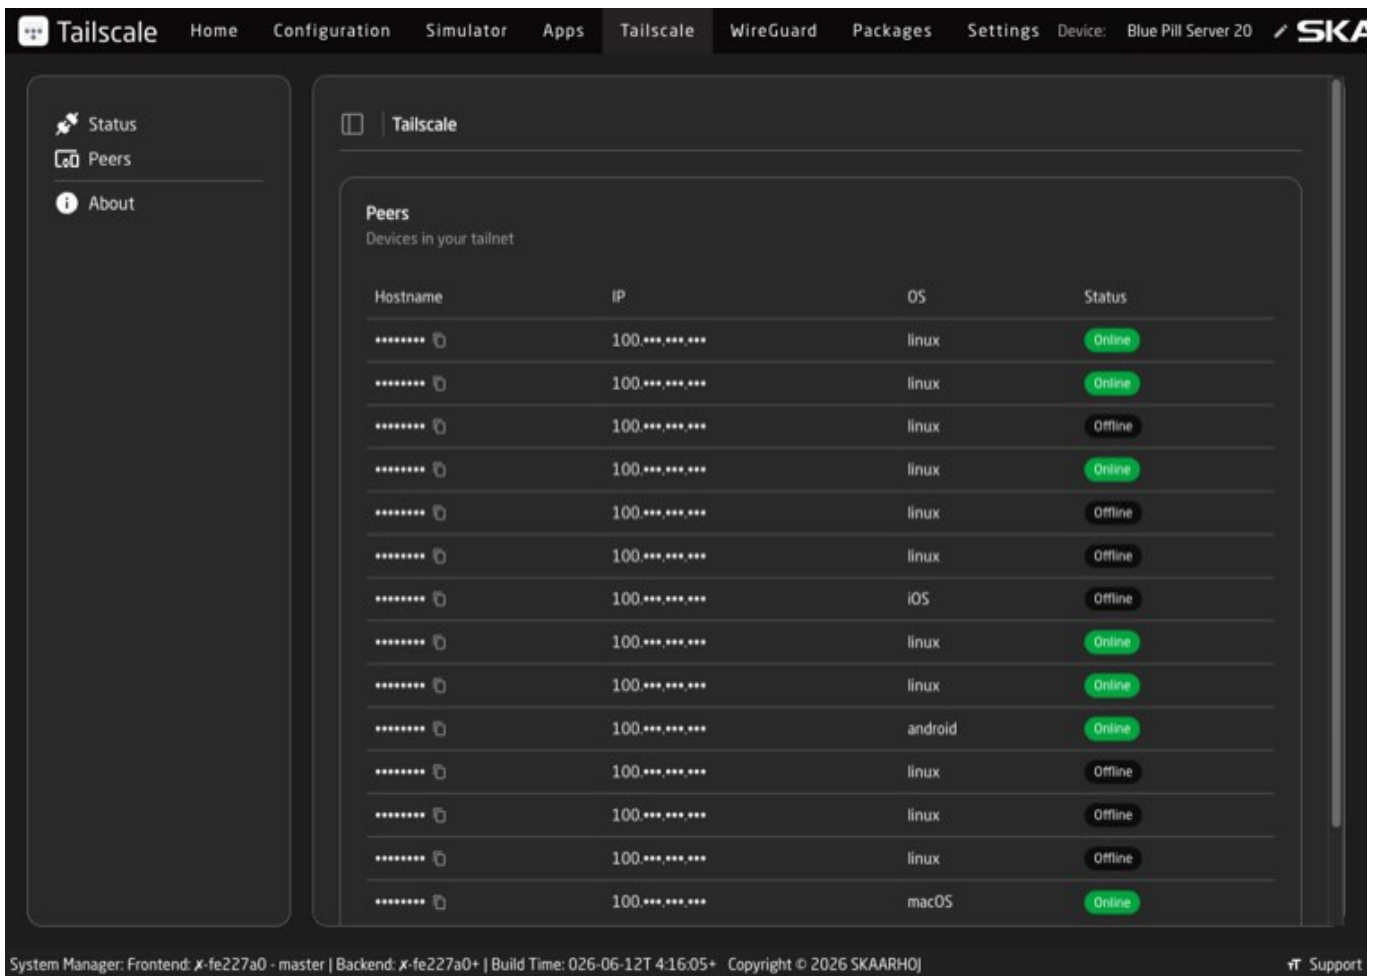 Tailscale Home Configuration Simulator Apps Tailscale WireGuard Packages Settings Device: Blue Pill Server 20 SKA
Status
Peers
About
Tailscale
Peers
Devices in your tailnet
Hostname IP OS Status
•••••••• 100.•••.•••.••• linux Online
•••••••• 100.•••.•••.••• linux Online
•••••••• 100.•••.•••.••• linux Offline
•••••••• 100.•••.•••.••• linux Online
•••••••• 100.•••.•••.••• linux Offline
•••••••• 100.•••.•••.••• linux Offline
•••••••• 100.•••.•••.••• iOS Offline
•••••••• 100.•••.•••.••• linux Online
•••••••• 100.•••.•••.••• linux Online
•••••••• 100.•••.•••.••• android Online
•••••••• 100.•••.•••.••• linux Offline
•••••••• 100.•••.•••.••• linux Offline
•••••••• 100.•••.•••.••• linux Offline
•••••••• 100.•••.•••.••• macOS Online
System Manager: Frontend: ✗-fe227a0 - master | Backend: ✗-fe227a0+ | Build Time: 026-06-12T 4:16:05+ Copyright © 2026 SKAARHOJ Support